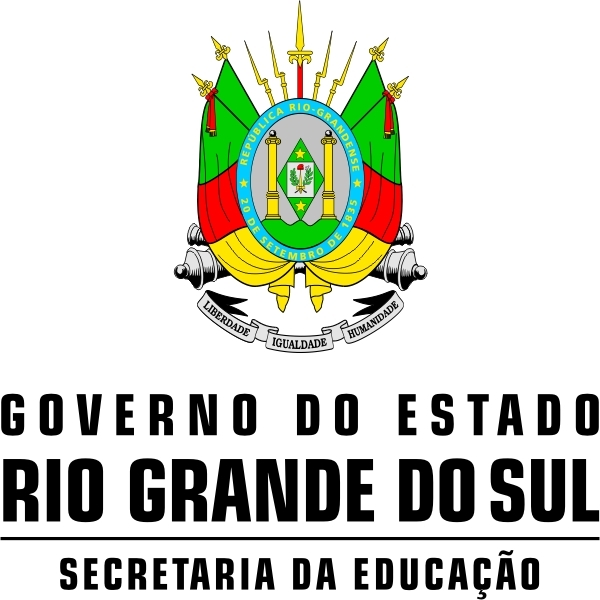 REPÚBLICA RIO-GRANDENSE
20 DE SETEMBRO DE 1835
LIBERDADE IGUALDADE HUMANIDADE
GOVERNO DO ESTADO
RIO GRANDE DO SUL
SECRETARIA DA EDUCAÇÃO